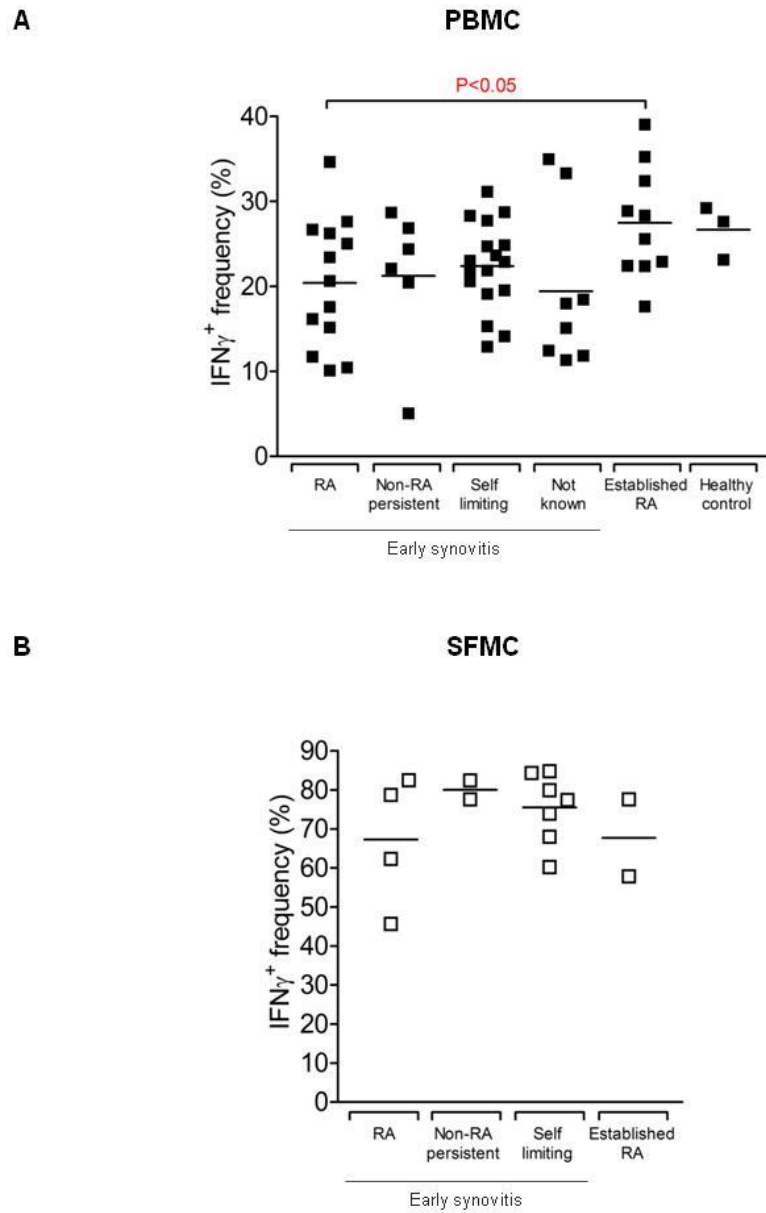 A
PBMC
P<0.05
IFNγ⁺ frequency (%)
40
30
20
10
0
RA
Non-RA
persistent
Self
limiting
Not
known
Established
RA
Healthy
control
Early synovitis
B
SFMC
IFNγ⁺ frequency (%)
90
80
70
60
50
40
30
20
10
0
RA
Non-RA
persistent
Self
limiting
Established
RA
Early synovitis